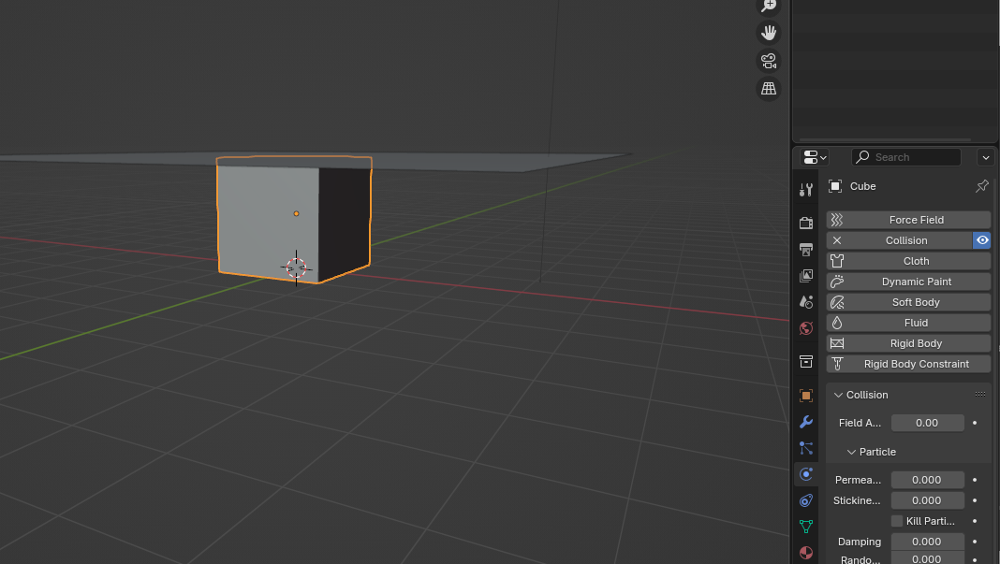 Search
Cube
Force Field
Collision
Cloth
Dynamic Paint
Soft Body
Fluid
Rigid Body
Rigid Body Constraint
Collision
Field A... 0.00
Particle
Permea... 0.000
Stickine... 0.000
Kill Parti...
Damping 0.000
Rando... 0.000